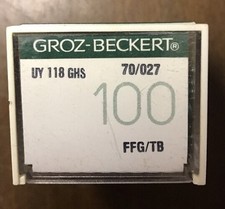 GROZ-BECKERT®
UY 118 GHS 70/027
100
FFG/TB